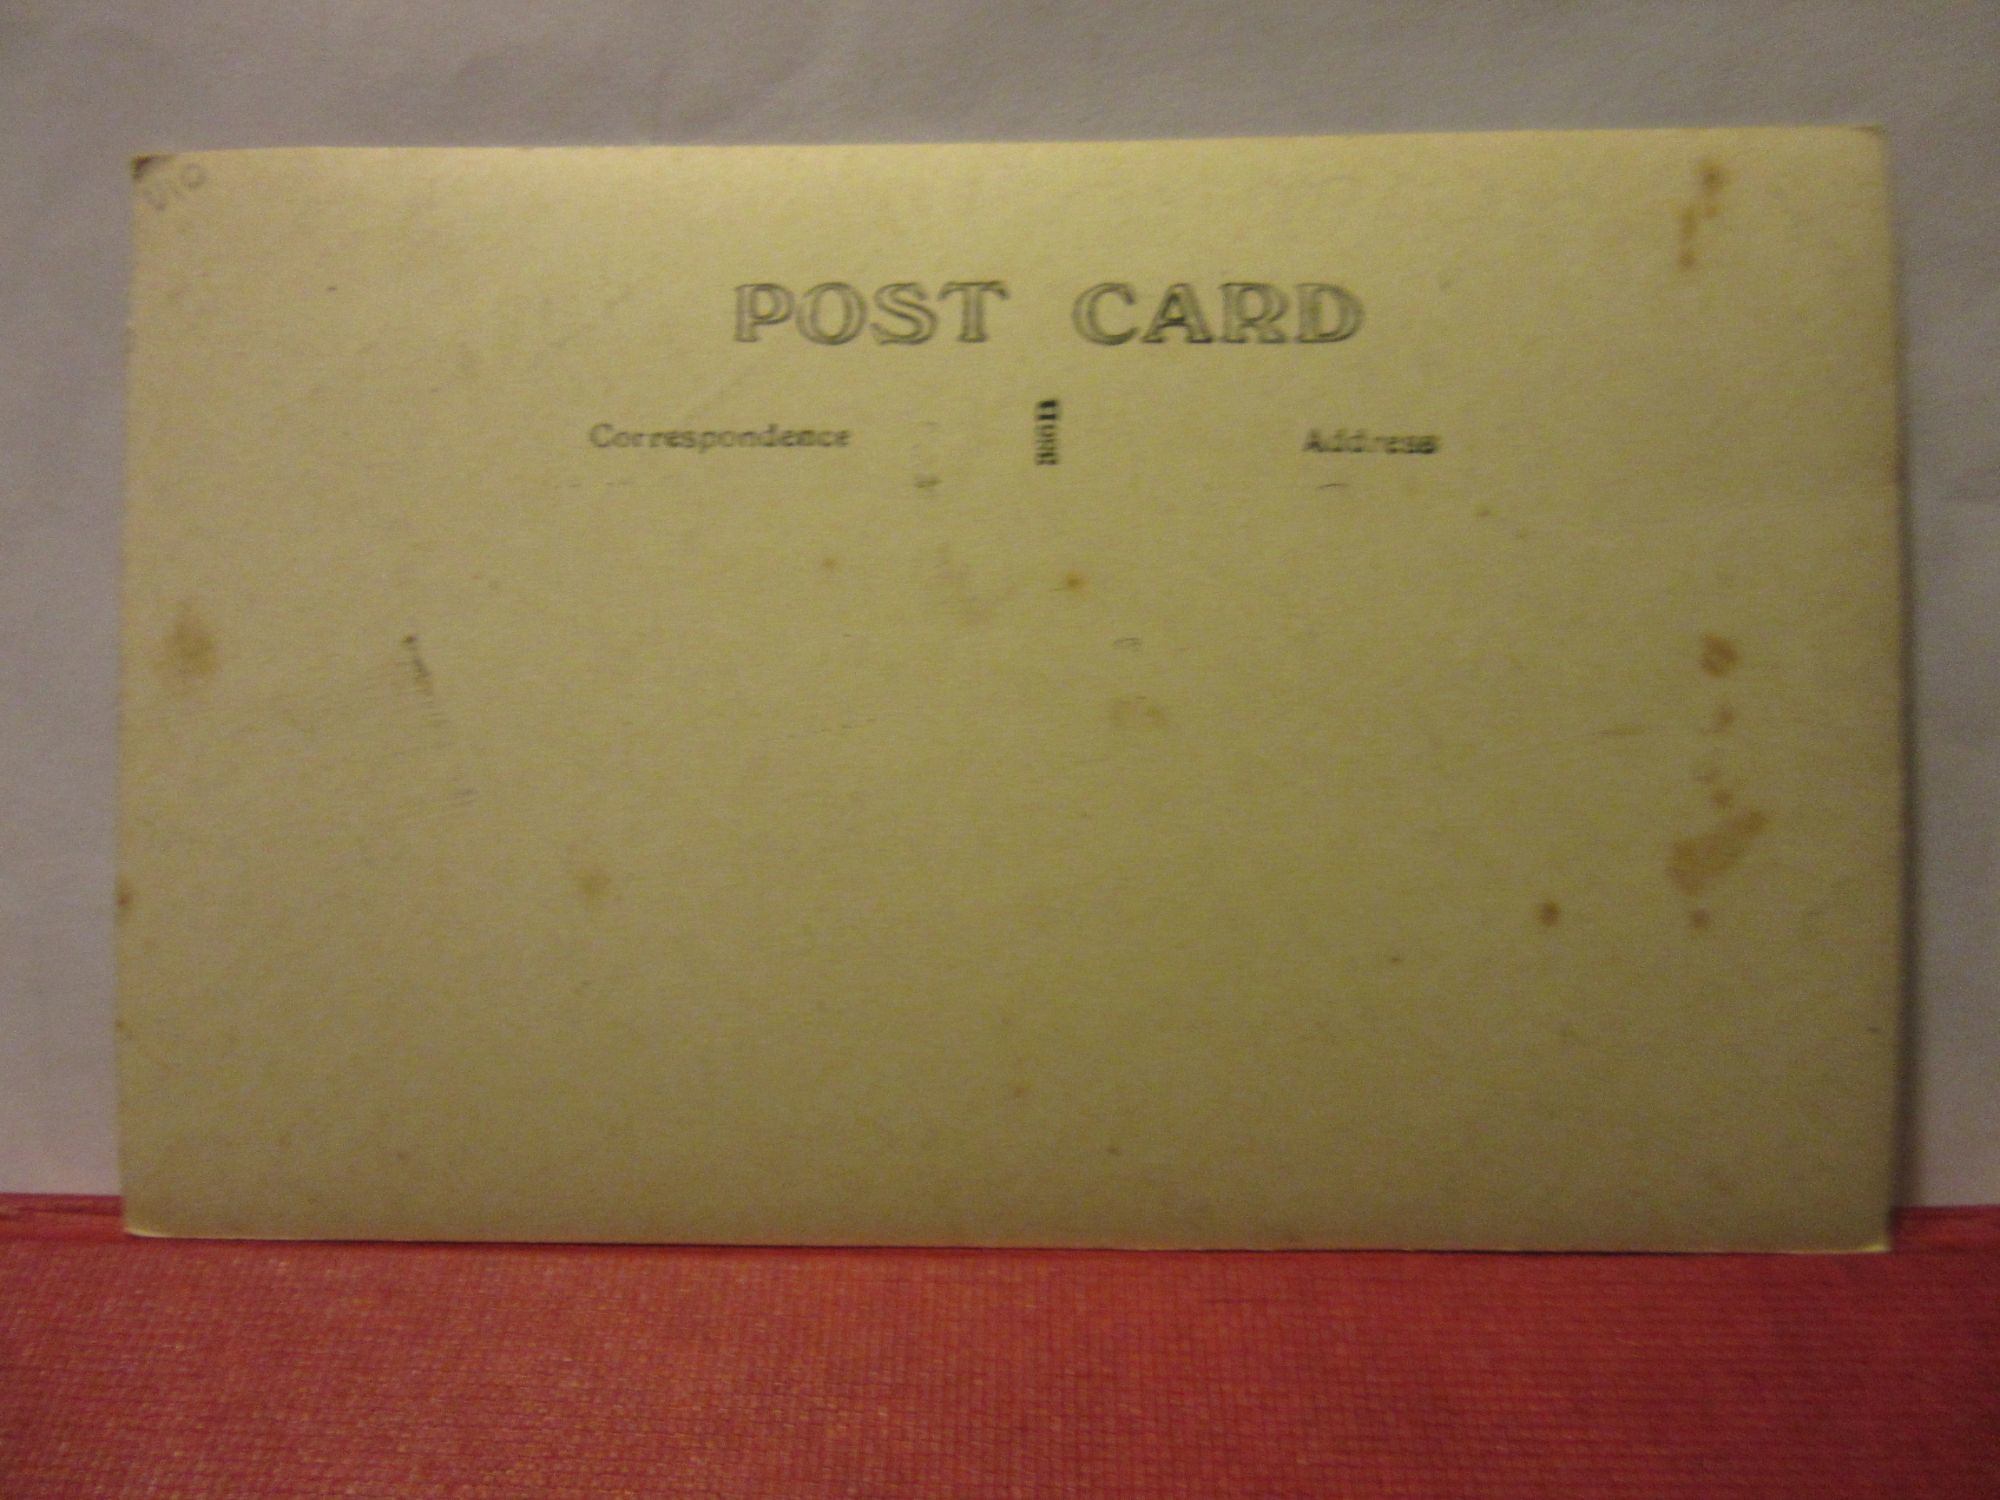 POST CARD
Correspondence
Address